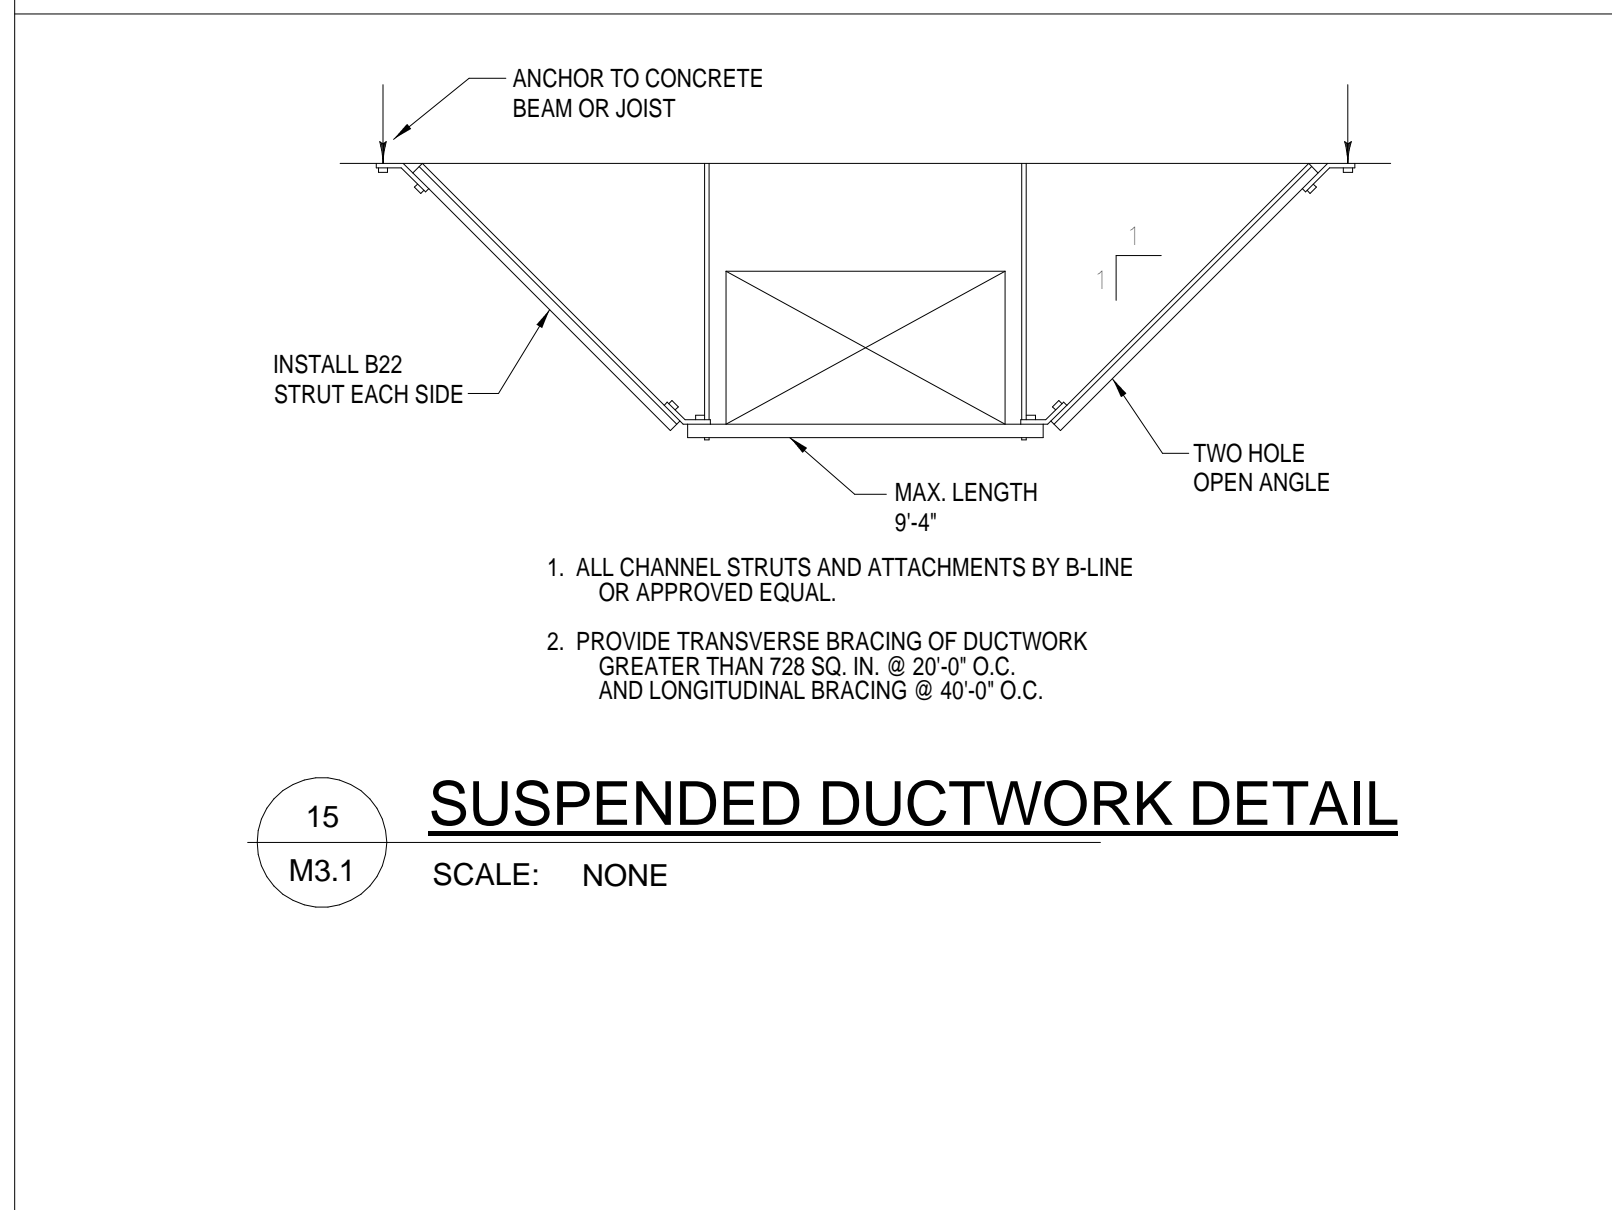 ANCHOR TO CONCRETE
BEAM OR JOIST
1
1
INSTALL B22
STRUT EACH SIDE
TWO HOLE
OPEN ANGLE
MAX. LENGTH
9'-4"
1. ALL CHANNEL STRUTS AND ATTACHMENTS BY B-LINE
OR APPROVED EQUAL.
2. PROVIDE TRANSVERSE BRACING OF DUCTWORK
GREATER THAN 728 SQ. IN. @ 20'-0" O.C.
AND LONGITUDINAL BRACING @ 40'-0" O.C.
15
M3.1
SUSPENDED DUCTWORK DETAIL
SCALE: NONE